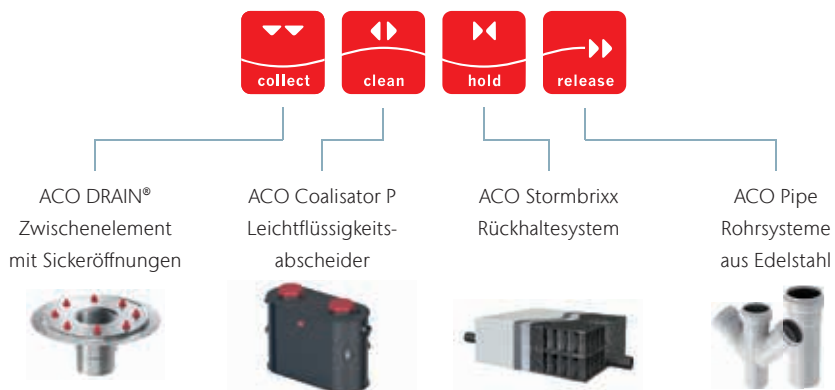 collect
clean
hold
release
ACO DRAIN®
Zwischenelement
mit Sickeröffnungen
ACO Coalisator P
Leichtflüssigkeits-
abscheider
ACO Stormbrixx
Rückhaltesystem
ACO Pipe
Rohrsysteme
aus Edelstahl